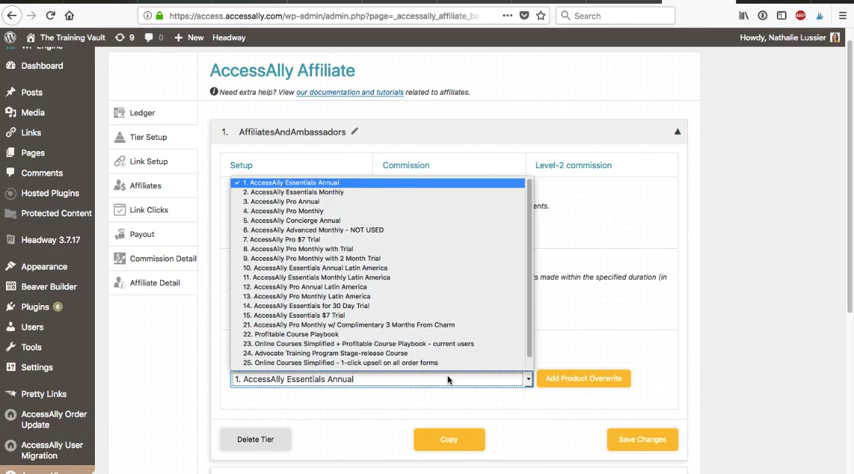 https://access.accessally.com/wp-admin/admin.php?page=_accessally_affiliate_ba
Search
The Training Vault
9
0
New
Headway
Howdy, Nathalie Lussier
Dashboard
Posts
Media
Links
Pages
Comments
Hosted Plugins
Protected Content
Headway 3.7.17
Appearance
Beaver Builder
Plugins 6
Users
Tools
Settings
Pretty Links
AccessAlly Order
Update
AccessAlly User
Migration
Ledger
Tier Setup
Link Setup
Affiliates
Link Clicks
Payout
Commission Detail
Affiliate Detail
AccessAlly Affiliate
Need extra help? View our documentation and tutorials related to affiliates.
1. AffiliatesAndAmbassadors
Setup
Commission
Level-2 commission
✓ 1. AccessAlly Essentials Annual
2. AccessAlly Essentials Monthly
3. AccessAlly Pro Annual
4. AccessAlly Pro Monthly
5. AccessAlly Concierge Annual
6. AccessAlly Advanced Monthly - NOT USED
7. AccessAlly Pro $7 Trial
8. AccessAlly Pro Monthly with Trial
9. AccessAlly Pro Monthly with 2 Month Trial
10. AccessAlly Essentials Annual Latin America
11. AccessAlly Essentials Monthly Latin America
12. AccessAlly Pro Annual Latin America
13. AccessAlly Pro Monthly Latin America
14. AccessAlly Essentials for 30 Day Trial
15. AccessAlly Essentials $7 Trial
21. AccessAlly Pro Monthly w/ Complimentary 3 Months From Charm
22. Profitable Course Playbook
23. Online Courses Simplified + Profitable Course Playbook - current users
24. Advocate Training Program Stage-release Course
25. Online Courses Simplified - 1-click upsell on all order forms
ents.
rs made within the specified duration (in
1. AccessAlly Essentials Annual
Add Product Overwrite
Delete Tier
Copy
Save Changes